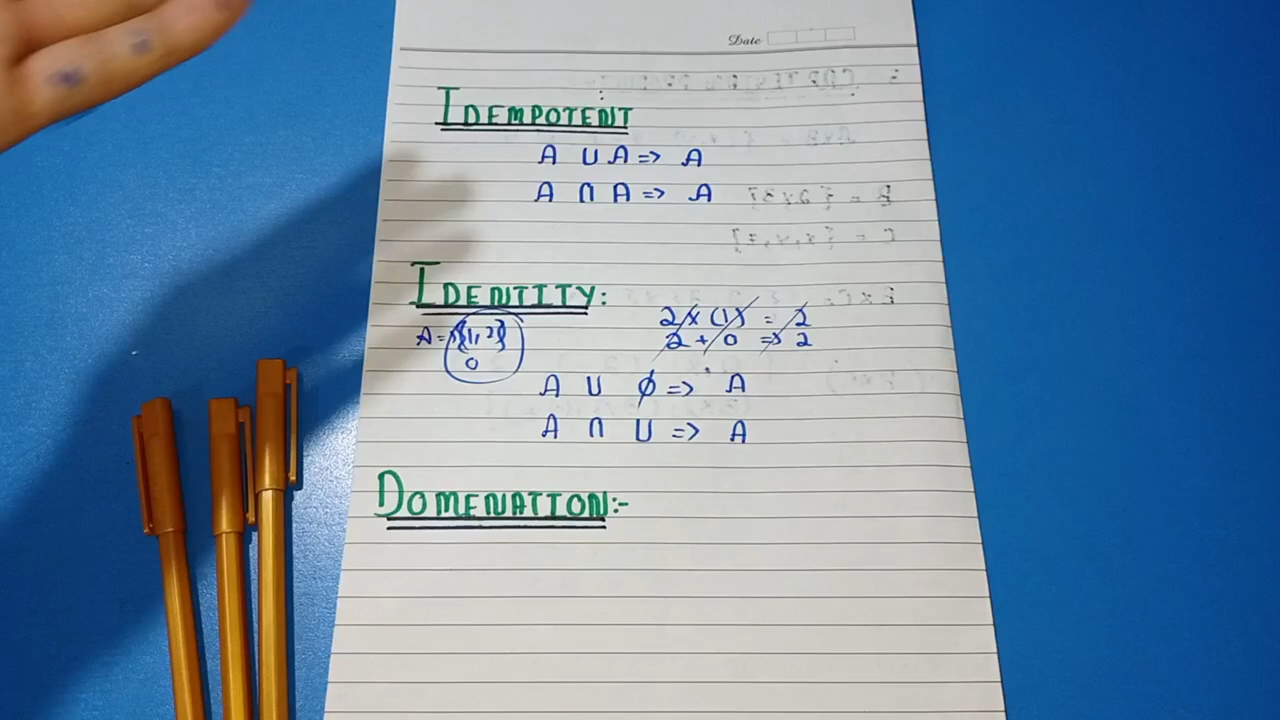 Date
IDEMPOTENT
A U A => A
A ∩ A => A
IDENTITY:
A = {1, 2}
0
2 x (1) = 2
2 + 0 => 2
A U ϕ => A
A ∩ U => A
DOMENATION:-